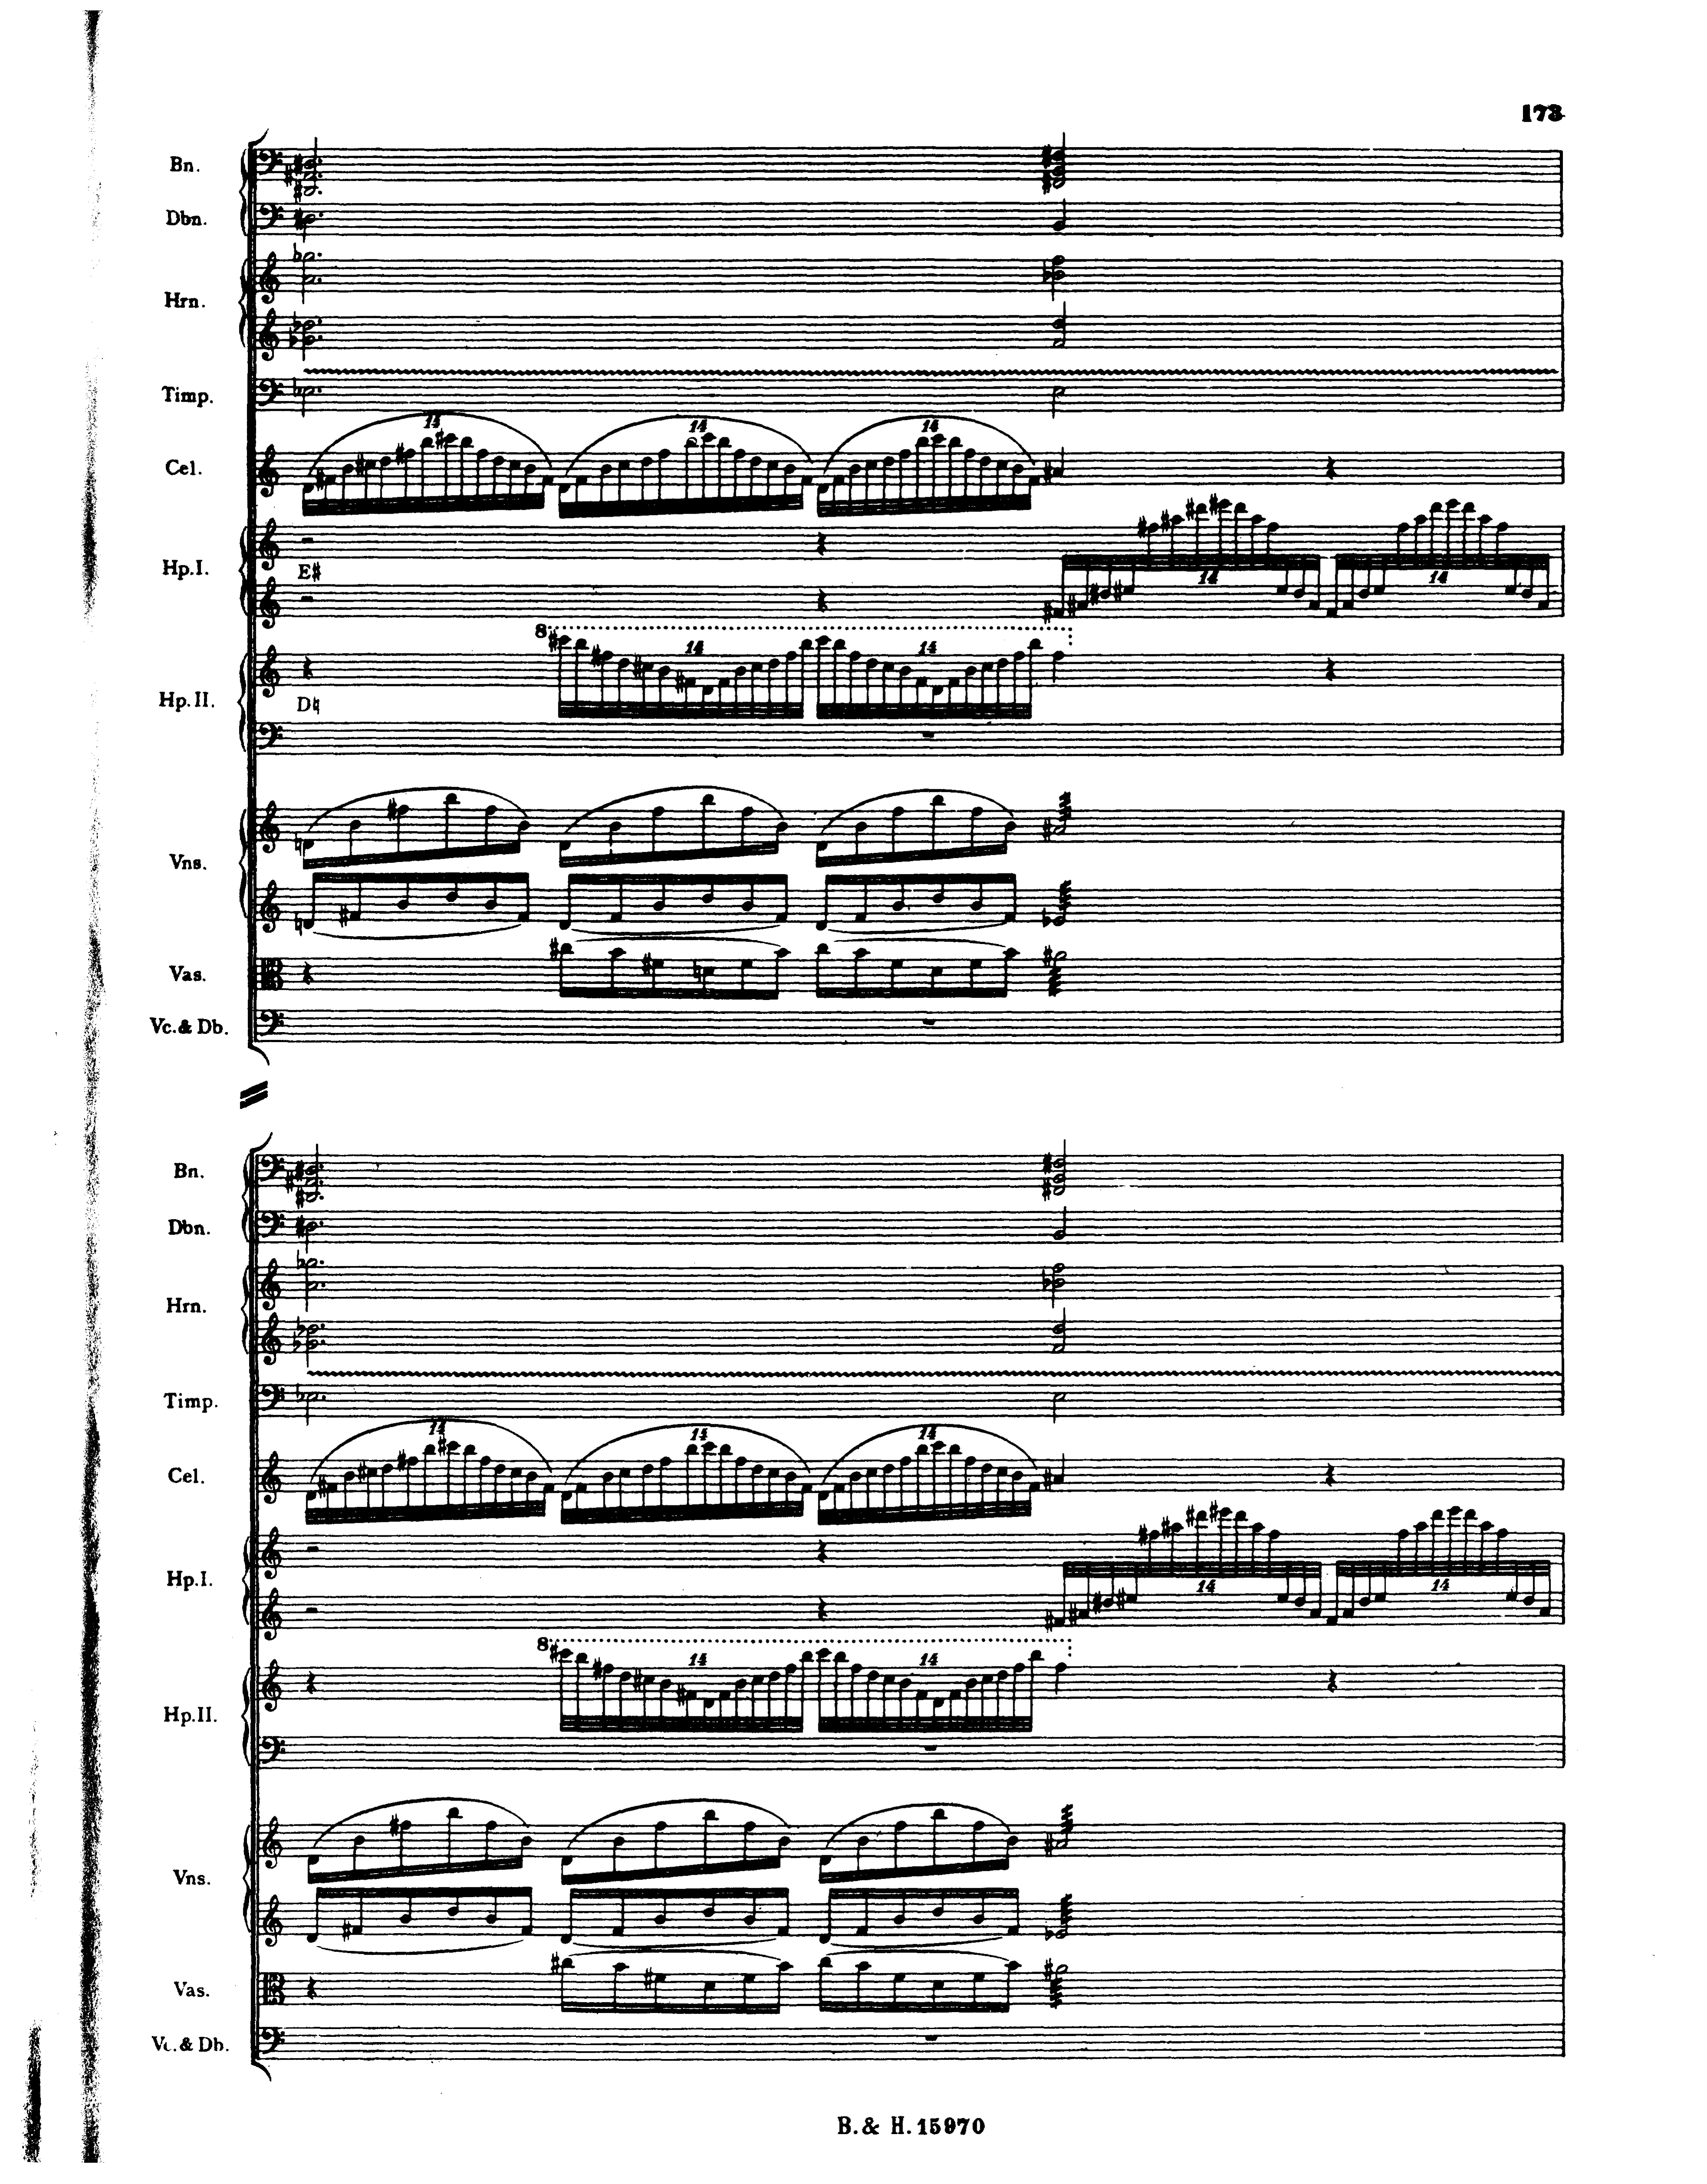 173
Bn.
Dbn.
Hrn.
Timp.
Cel.
14 14 14
Hp.I.
E♯
14 14
8
14 14
Hp.II.
D♮
Vns.
Vas.
Vc.& Db.
Bn.
Dbn.
Hrn.
Timp.
Cel.
14 14 14
Hp.I.
14 14
8
14 14
Hp.II.
Vns.
Vas.
Vc.& Db.
B.& H.15970